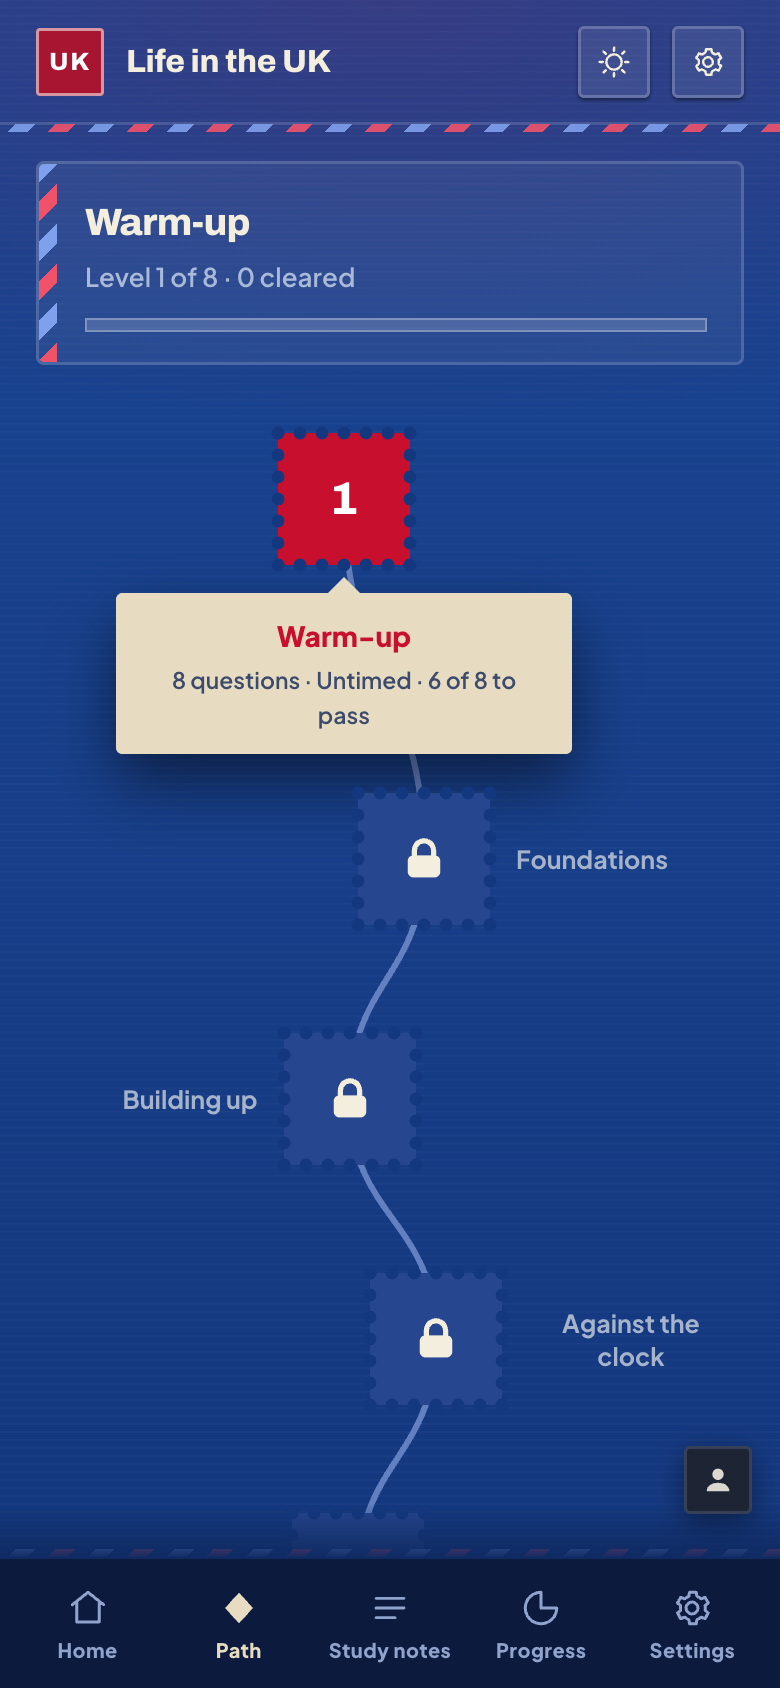 UK
Life in the UK
Warm-up
Level 1 of 8 · 0 cleared
1
Warm-up
8 questions · Untimed · 6 of 8 to
pass
Foundations
Building up
Against the
clock
Home
Path
Study notes
Progress
Settings